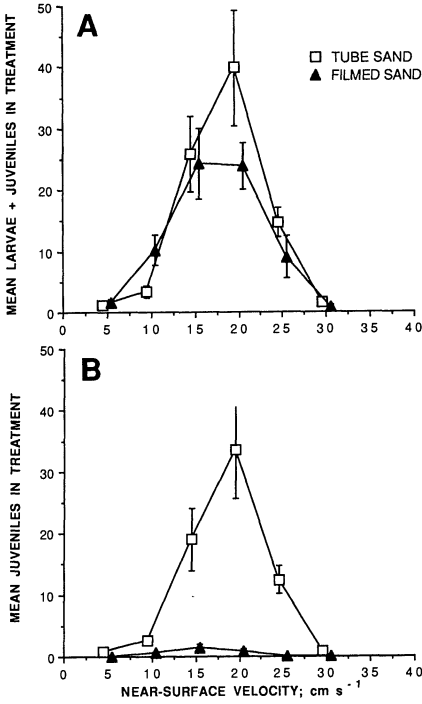 A
MEAN LARVAE + JUVENILES IN TREATMENT
50
40
30
20
10
0
TUBE SAND
FILMED SAND
0 5 10 15 20 25 30 35 40
B
MEAN JUVENILES IN TREATMENT
50
40
30
20
10
0
0 5 10 15 20 25 30 35 40
NEAR-SURFACE VELOCITY; cm s⁻¹